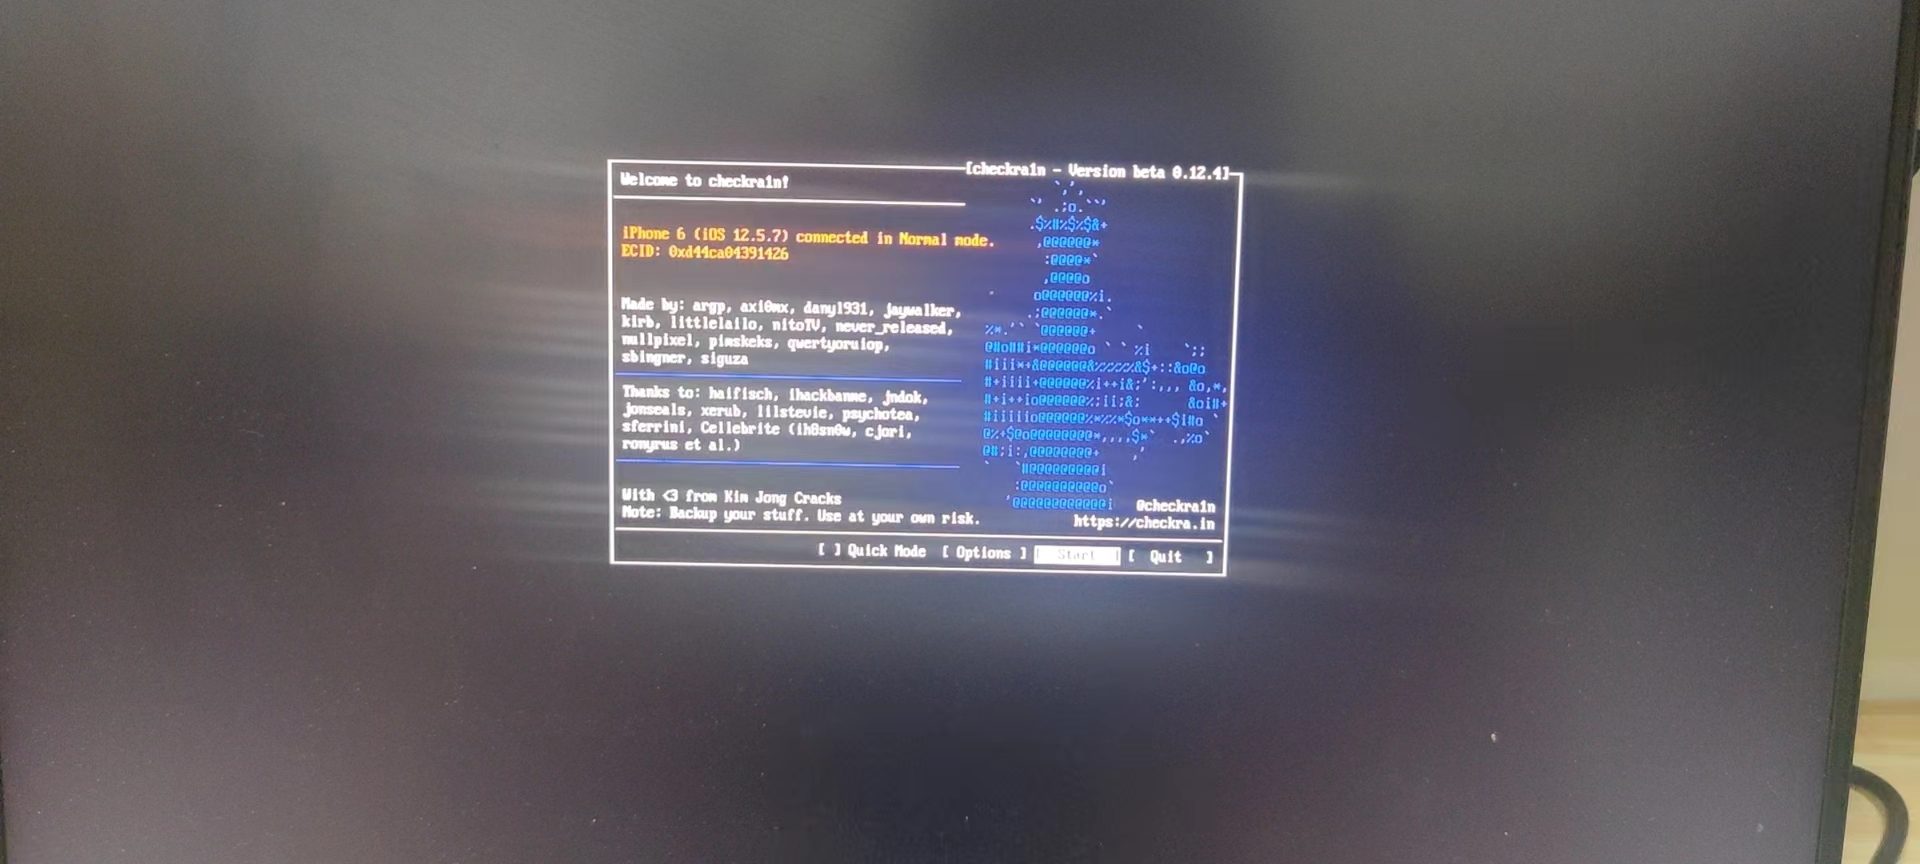 [checkra1n - Version beta 0.12.4]
Welcome to checkra1n!
iPhone 6 (iOS 12.5.7) connected in Normal mode.
ECID: 0xd44ca04391426
Made by: argp, axi0mx, danyl931, jaywalker,
kirb, littlelailo, nitoTV, never_released,
nullpixel, pimskeks, qwertyoruiop,
sbingner, siguza
Thanks to: haifisch, ihackbanme, jndok,
jonseals, xerub, lilstevie, psychotea,
sferrini, Cellebrite (ih8sn0w, cjori,
ronyrus et al.)
With <3 from Kim Jong Cracks
Note: Backup your stuff. Use at your own risk.
@checkra1n
https://checkra.in
[ ] Quick Mode [ Options ] [ Start ] [ Quit ]